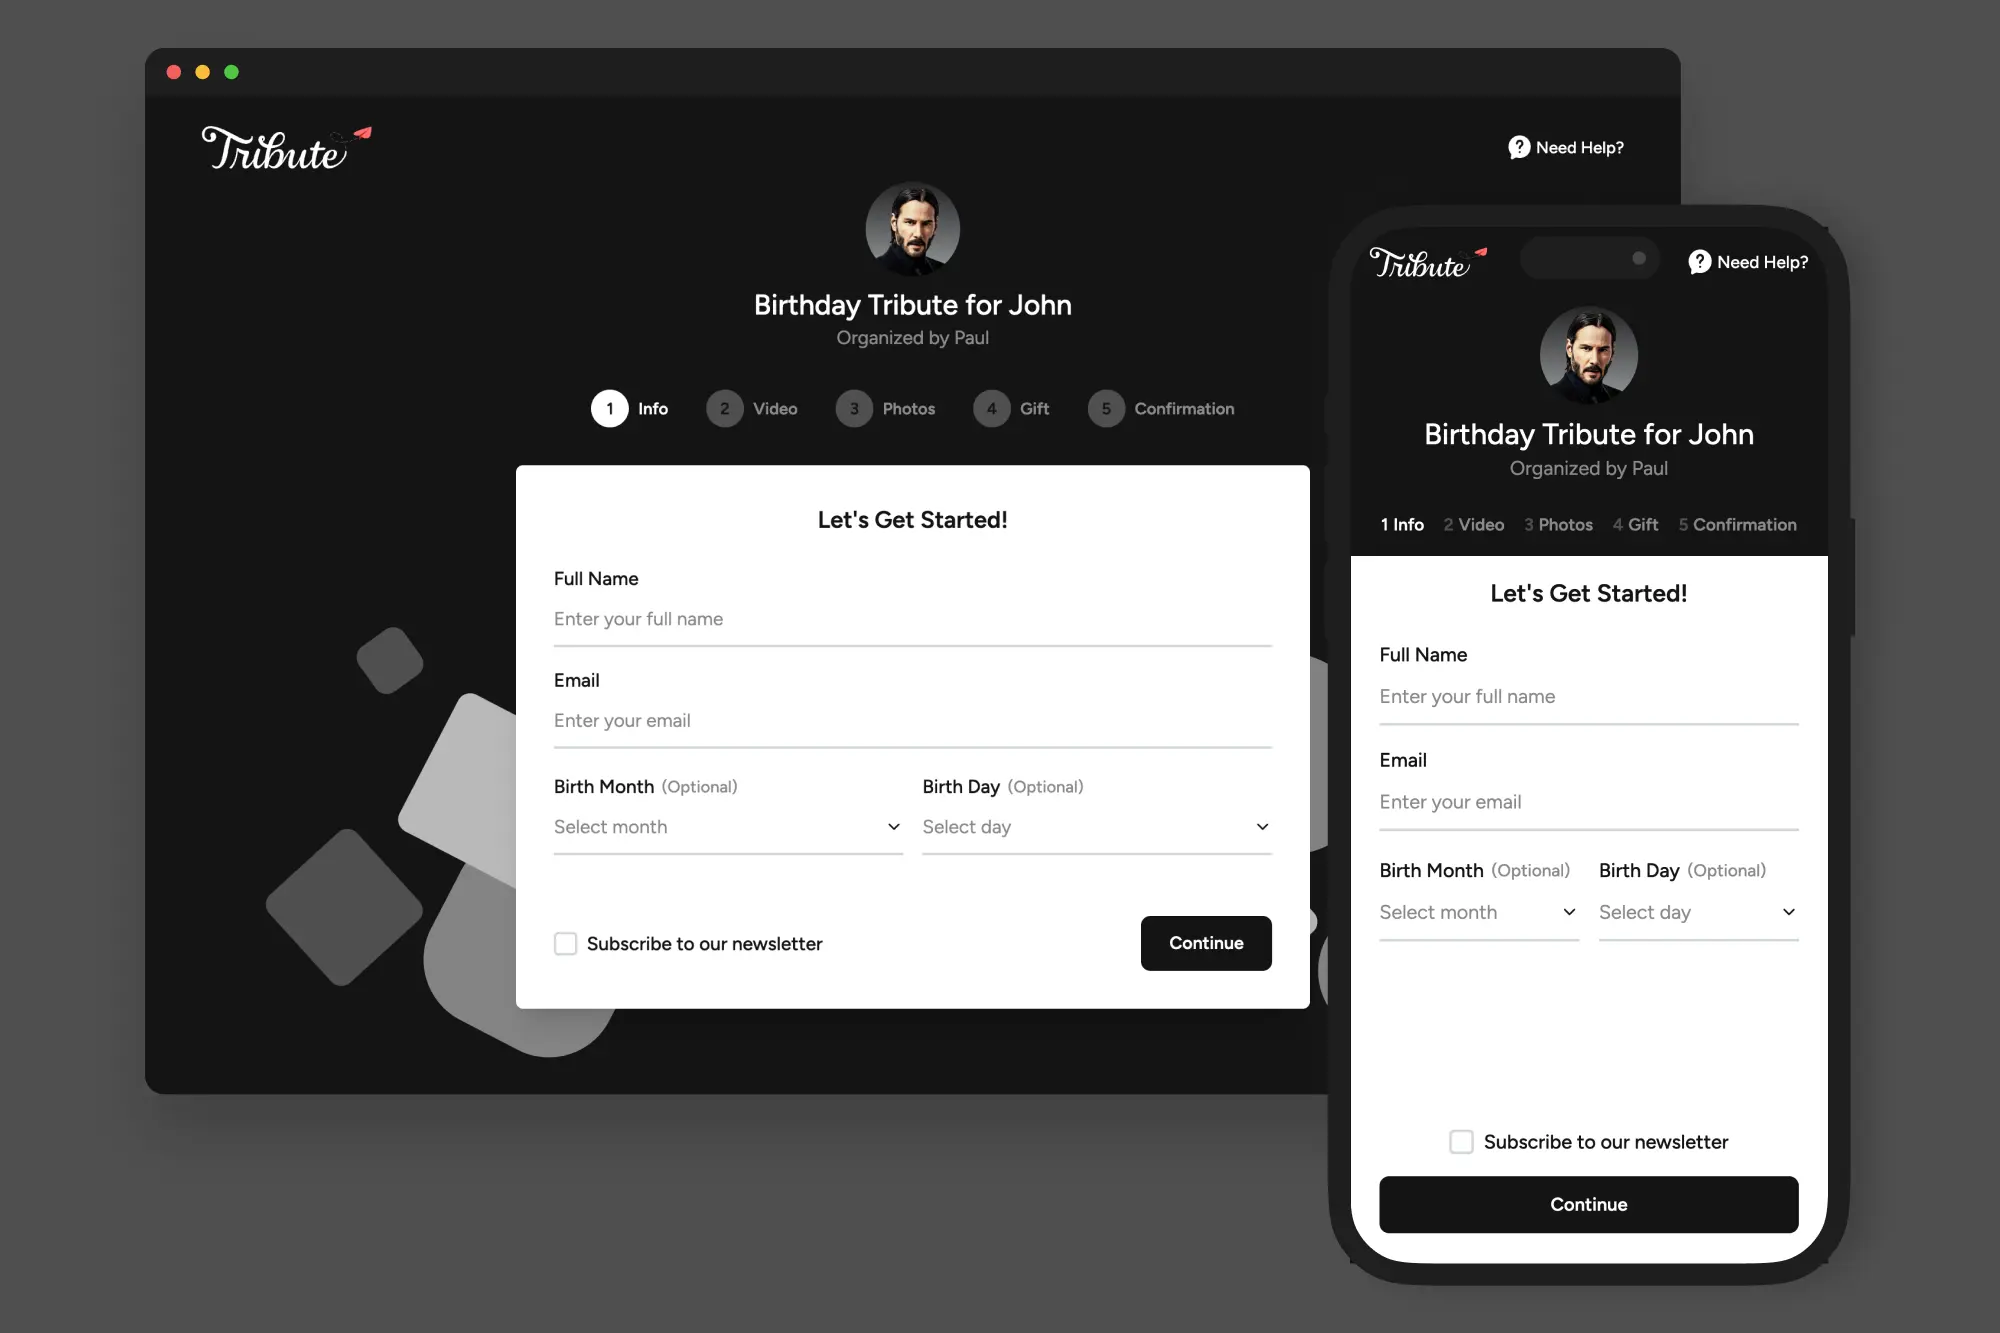 Tribute
Need Help?
Birthday Tribute for John
Organized by Paul
1 Info 2 Video 3 Photos 4 Gift 5 Confirmation
Let's Get Started!
Full Name
Enter your full name
Email
Enter your email
Birth Month (Optional) Birth Day (Optional)
Select month Select day
Subscribe to our newsletter Continue
Tribute
? Need Help?
Birthday Tribute for John
Organized by Paul
1 Info 2 Video 3 Photos 4 Gift 5 Confirmation
Let's Get Started!
Full Name
Enter your full name
Email
Enter your email
Birth Month (Optional) Birth Day (Optional)
Select month Select day
Subscribe to our newsletter
Continue